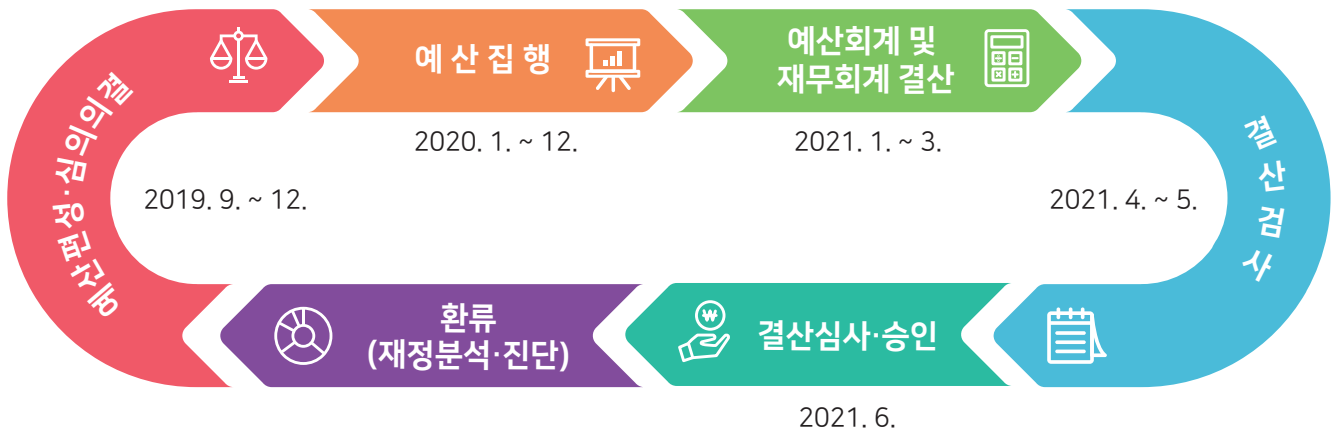 예산편성·심의의결
2019. 9. ~ 12.
예 산 집 행
2020. 1. ~ 12.
예산회계 및
재무회계 결산
2021. 1. ~ 3.
결산검사
2021. 4. ~ 5.
₩
결산심사·승인
2021. 6.
환류
(재정분석·진단)